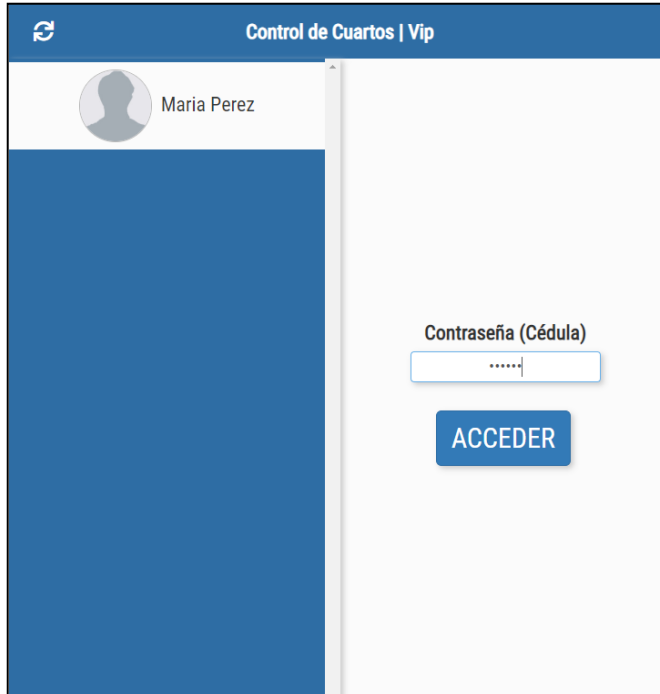 Control de Cuartos | Vip
Maria Perez
Contraseña (Cédula)
••••••
ACCEDER